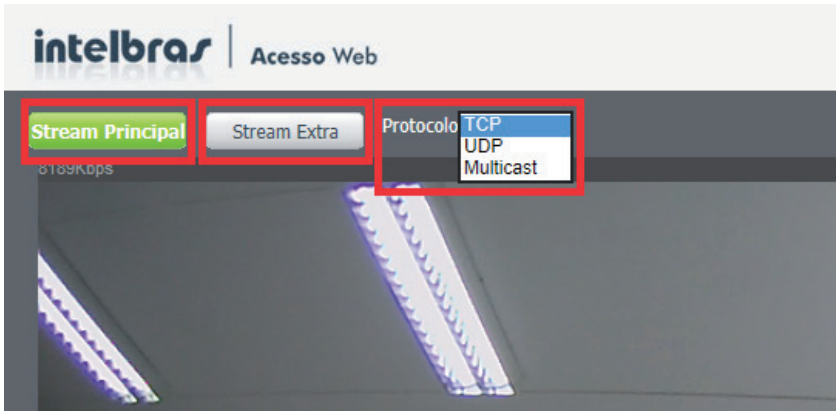 intelbras Acesso Web
Stream Principal Stream Extra Protocolo TCP
UDP
Multicast
8189Kbps